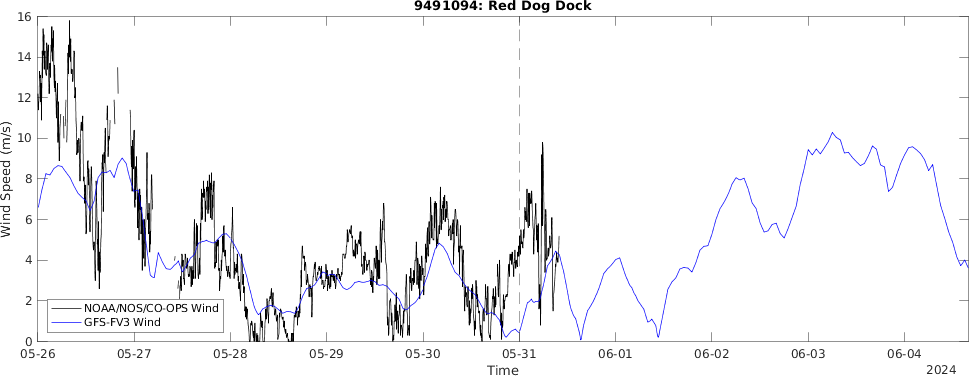 9491094: Red Dog Dock
Wind Speed (m/s)
16
14
12
10
8
6
4
2
0
NOAA/NOS/CO-OPS Wind
GFS-FV3 Wind
05-26 05-27 05-28 05-29 05-30 05-31 06-01 06-02 06-03 06-04
Time
2024